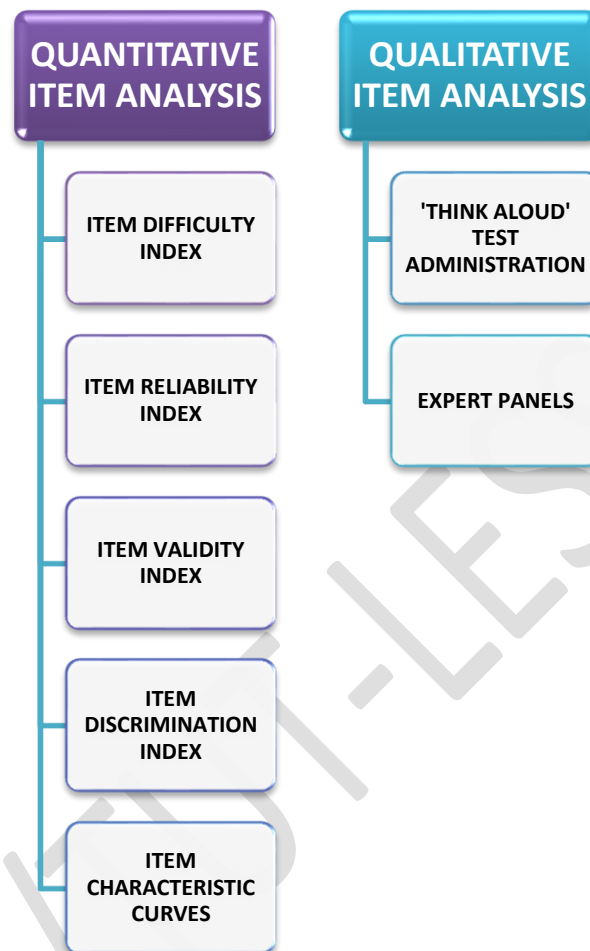 QUANTITATIVE
ITEM ANALYSIS
ITEM DIFFICULTY
INDEX
ITEM RELIABILITY
INDEX
ITEM VALIDITY
INDEX
ITEM
DISCRIMINATION
INDEX
ITEM
CHARACTERISTIC
CURVES
QUALITATIVE
ITEM ANALYSIS
'THINK ALOUD'
TEST
ADMINISTRATION
EXPERT PANELS